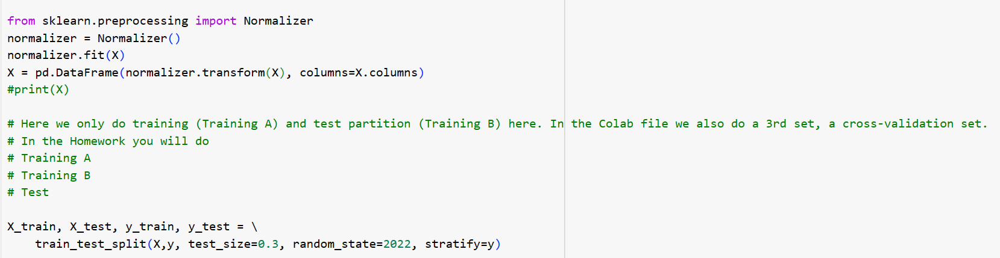 from sklearn.preprocessing import Normalizer
normalizer = Normalizer()
normalizer.fit(X)
X = pd.DataFrame(normalizer.transform(X), columns=X.columns)
#print(X)
# Here we only do training (Training A) and test partition (Training B) here. In the Colab file we also do a 3rd set, a cross-validation set.
# In the Homework you will do
# Training A
# Training B
# Test
X_train, X_test, y_train, y_test = \
    train_test_split(X,y, test_size=0.3, random_state=2022, stratify=y)